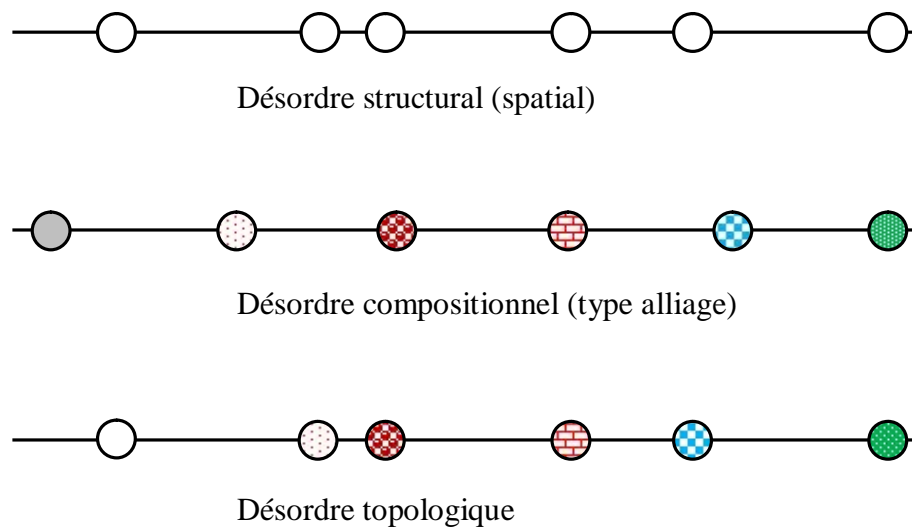 Désordre structural (spatial)
Désordre compositionnel (type alliage)
Désordre topologique